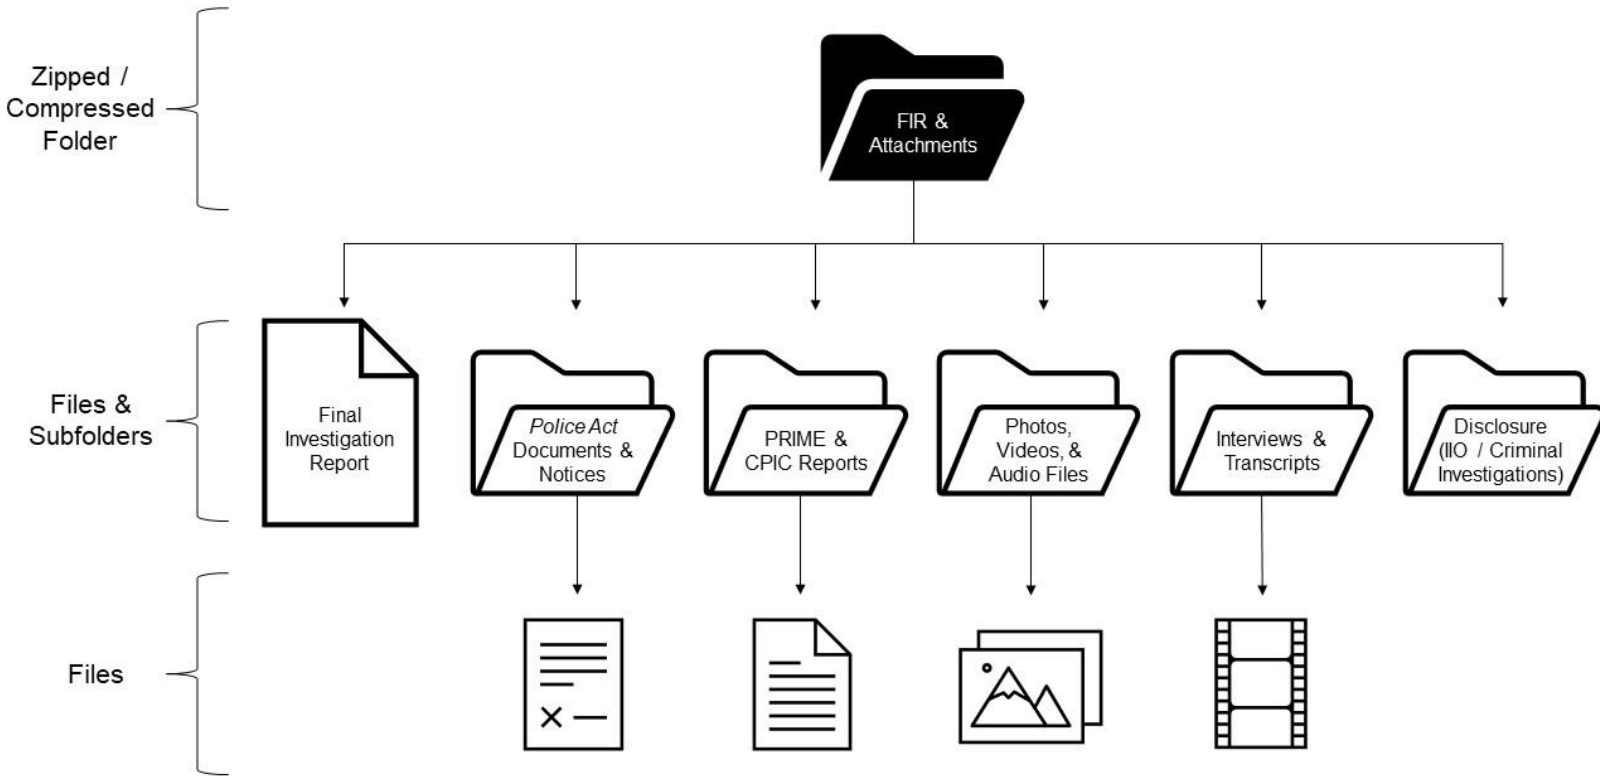 Zipped /
Compressed
Folder
FIR &
Attachments
Files &
Subfolders
Final
Investigation
Report
Police Act
Documents &
Notices
PRIME &
CPIC Reports
Photos,
Videos, &
Audio Files
Interviews &
Transcripts
Disclosure
(IIO / Criminal
Investigations)
Files